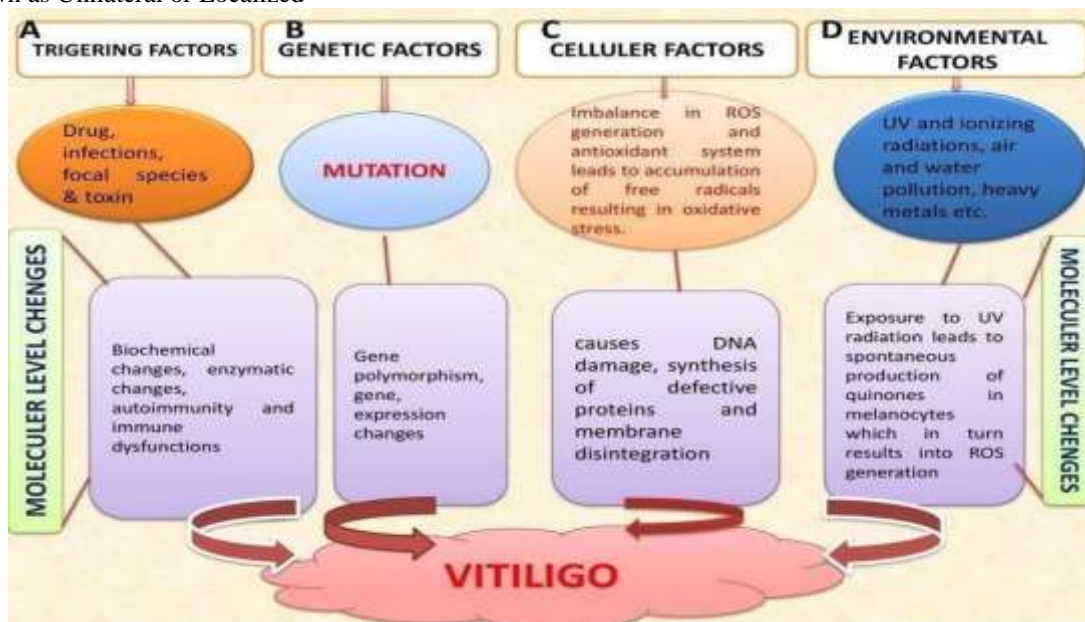 as Unilateral or Localized
A
TRIGERING FACTORS
B
GENETIC FACTORS
C
CELLULER FACTORS
D
ENVIRONMENTAL
FACTORS
Drug,
infections,
focal species
& toxin
MUTATION
Imbalance in ROS
generation and
antioxidant system
leads to accumulation
of free radicals
resulting in oxidative
stress.
UV and ionizing
radiations, air
and water
pollution, heavy
metals etc.
MOLECULER LEVEL CHENGES
Biochemical
changes, enzymatic
changes,
autoimmunity and
immune
dysfunctions
Gene
polymorphism,
gene,
expression
changes
causes DNA
damage, synthesis
of defective
proteins and
membrane
disintegration
Exposure to UV
radiation leads to
spontaneous
production of
quinones in
melanocytes
which in turn
results into ROS
generation
MOLECULER LEVEL CHENGES
VITILIGO